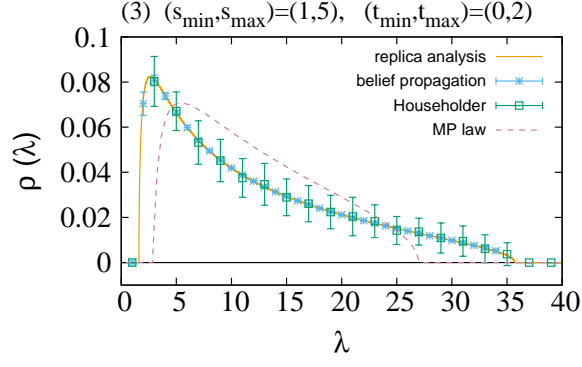 (3) (s_min,s_max)=(1,5), (t_min,t_max)=(0,2)
0.1
0.08
0.06
0.04
0.02
0
ρ (λ)
replica analysis
belief propagation
Householder
MP law
0 5 10 15 20 25 30 35 40
λ